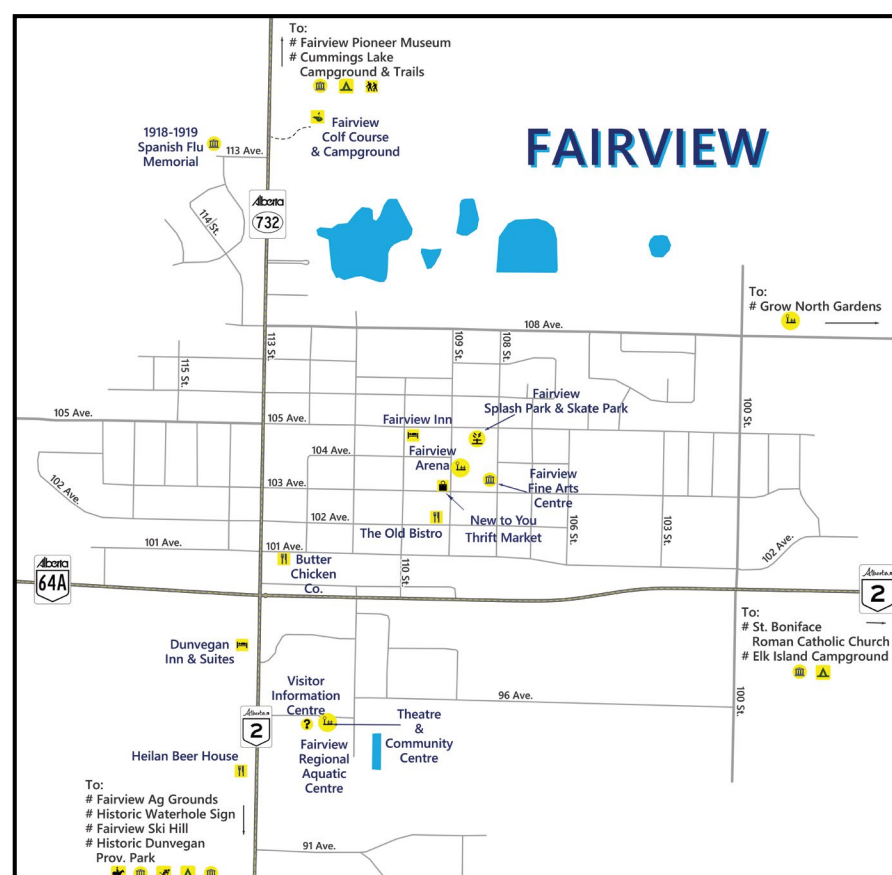 To:
# Fairview Pioneer Museum
# Cummings Lake
Campground & Trails
1918-1919
Spanish Flu
Memorial
113 Ave.
Fairview
Colf Course
& Campground
FAIRVIEW
114 St.
Alberta
732
To:
# Grow North Gardens
108 Ave.
113 St.
109 St.
108 St.
115 St.
100 St.
Fairview
Splash Park & Skate Park
105 Ave.
105 Ave.
Fairview Inn
104 Ave.
Fairview
Arena
103 Ave.
Fairview
Fine Arts
Centre
102 Ave.
102 Ave.
The Old Bistro
New to You
Thrift Market
106 St.
103 St.
101 Ave.
101 Ave.
102 Ave.
Butter
Chicken
Co.
110 St.
Alberta
64A
Alberta
2
To:
# St. Boniface
Roman Catholic Church
# Elk Island Campground
Dunvegan
Inn & Suites
Visitor
Information
Centre
96 Ave.
100 St.
Alberta
2
?
Theatre
&
Community
Centre
Fairview
Regional
Aquatic
Centre
Heilan Beer House
To:
# Fairview Ag Grounds
# Historic Waterhole Sign
# Fairview Ski Hill
# Historic Dunvegan
Prov. Park
91 Ave.